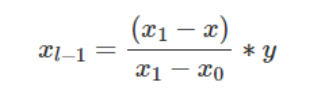 x_{l-1} = \frac{(x_1 - x)}{x_1 - x_0} * y